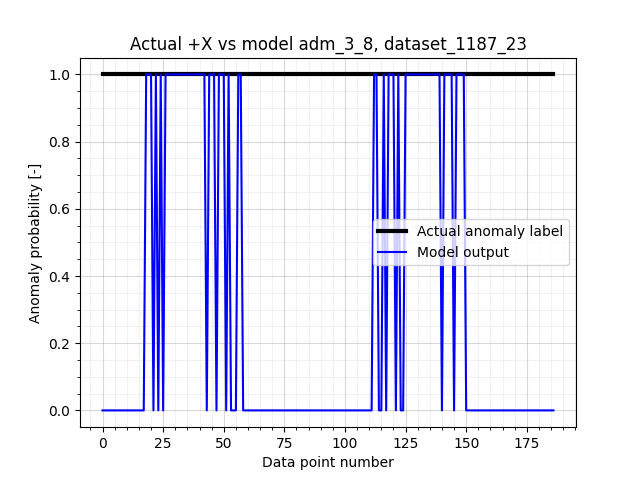 Actual +X vs model adm_3_8, dataset_1187_23
Anomaly probability [-]
1.0
0.8
0.6
0.4
0.2
0.0
Actual anomaly label
Model output
0 25 50 75 100 125 150 175
Data point number